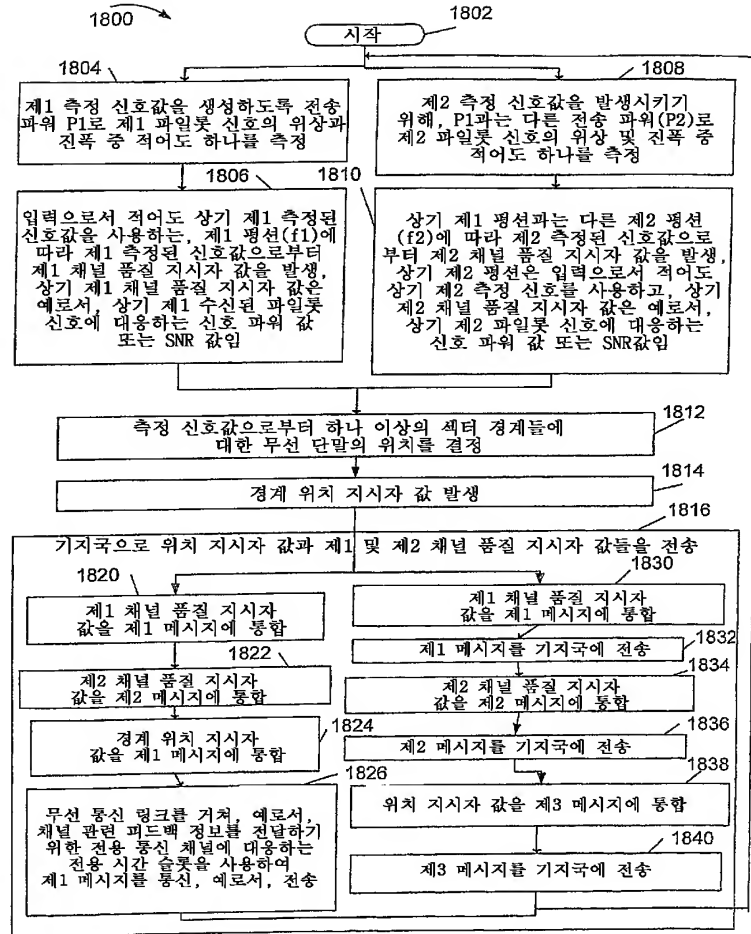 1800
시작
1802
1804
제1 측정 신호값을 생성하도록 전송
파워 P1로 제1 파일롯 신호의 위상과
진폭 중 적어도 하나를 측정
1808
제2 측정 신호값을 발생시키기
위해, P1과는 다른 전송 파워(P2)로
제2 파일롯 신호의 위상 및 진폭 중
적어도 하나를 측정
1806
입력으로서 적어도 상기 제1 측정된
신호값을 사용하는, 제1 펑션(f1)에
따라 제1 측정된 신호값으로부터
제1 채널 품질 지시자 값을 발생,
상기 제1 채널 품질 지시자 값은
예로서, 상기 제1 수신된 파일롯
신호에 대응하는 신호 파워 값
또는 SNR 값임
1810
상기 제1 펑션과는 다른 제2 펑션
(f2)에 따라 제2 측정된 신호값으로
부터 제2 채널 품질 지시자 값을 발생,
상기 제2 펑션은 입력으로서 적어도
상기 제2 측정 신호를 사용하고, 상기
제2 채널 품질 지시자 값은 예로서,
상기 제2 파일롯 신호에 대응하는
신호 파워 값 또는 SNR값임
측정 신호값으로부터 하나 이상의 섹터 경계들에
대한 무선 단말의 위치를 결정
1812
1814
경계 위치 지시자 값 발생
1816
기지국으로 위치 지시자 값과 제1 및 제2 채널 품질 지시자 값들을 전송
1820
제1 채널 품질 지시자
값을 제1 메시지에 통합
1822
제2 채널 품질 지시자
값을 제2 메시지에 통합
경계 위치 지시자
값을 제1 메시지에 통합
1824
1826
무선 통신 링크를 거쳐, 예로서,
채널 관련 피드백 정보를 전달하기
위한 전용 통신 채널에 대응하는
전용 시간 슬롯을 사용하여
제1 메시지를 통신, 예로서, 전송
1830
제1 채널 품질 지시자
값을 제1 메시지에 통합
제1 메시지를 기지국에 전송
1832
1834
제2 채널 품질 지시자
값을 제2 메시지에 통합
1836
제2 메시지를 기지국에 전송
1838
위치 지시자 값을 제3 메시지에 통합
1840
제3 메시지를 기지국에 전송